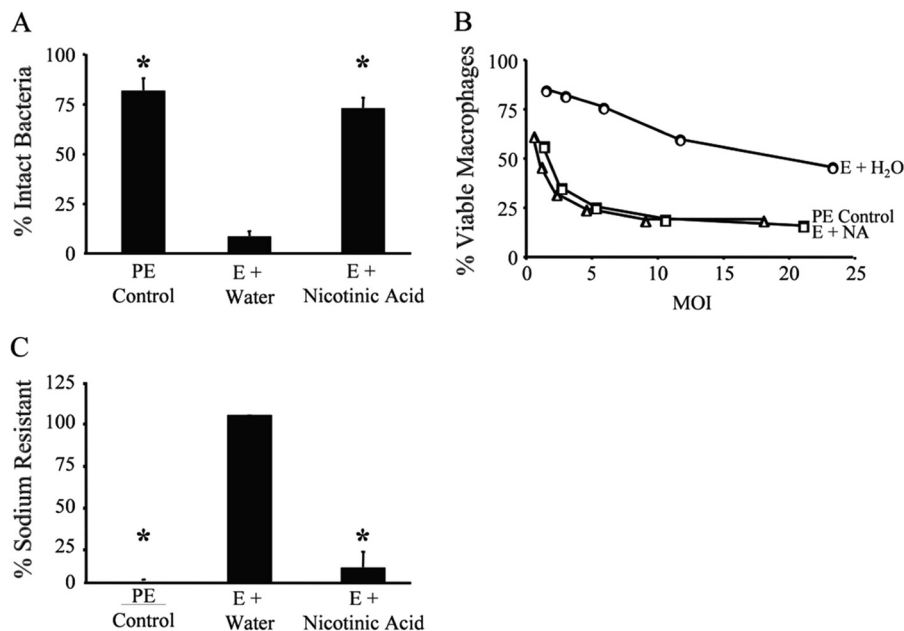 A
% Intact Bacteria
100
75
50
25
0
*
*
PE
Control
E +
Water
E +
Nicotinic Acid
B
% Viable Macrophages
100
75
50
25
0
E + H₂O
PE Control
E + NA
0
5
10
15
20
25
MOI
C
% Sodium Resistant
125
100
75
50
25
0
*
*
PE
Control
E +
Water
E +
Nicotinic Acid